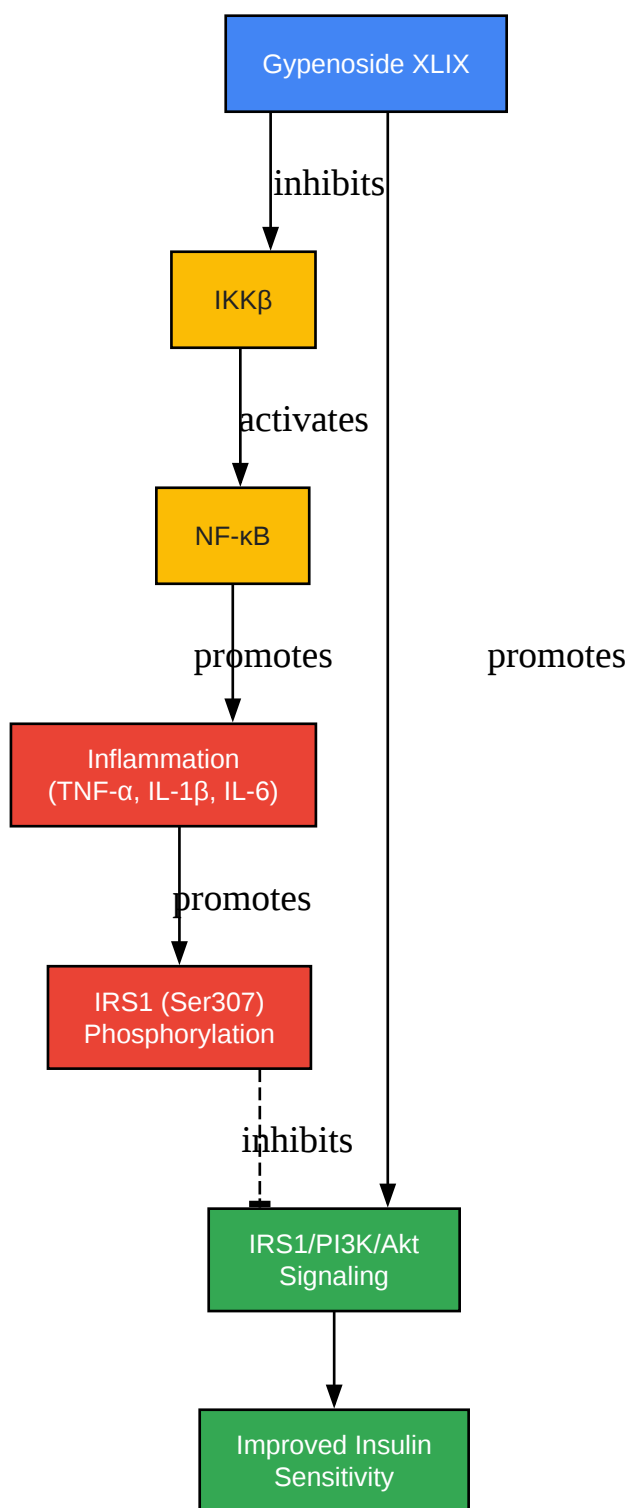 Gypenoside XLIX
inhibits
IKKβ
activates
NF-κB
promotes
promotes
Inflammation
(TNF-α, IL-1β, IL-6)
promotes
IRS1 (Ser307)
Phosphorylation
inhibits
IRS1/PI3K/Akt
Signaling
Improved Insulin
Sensitivity